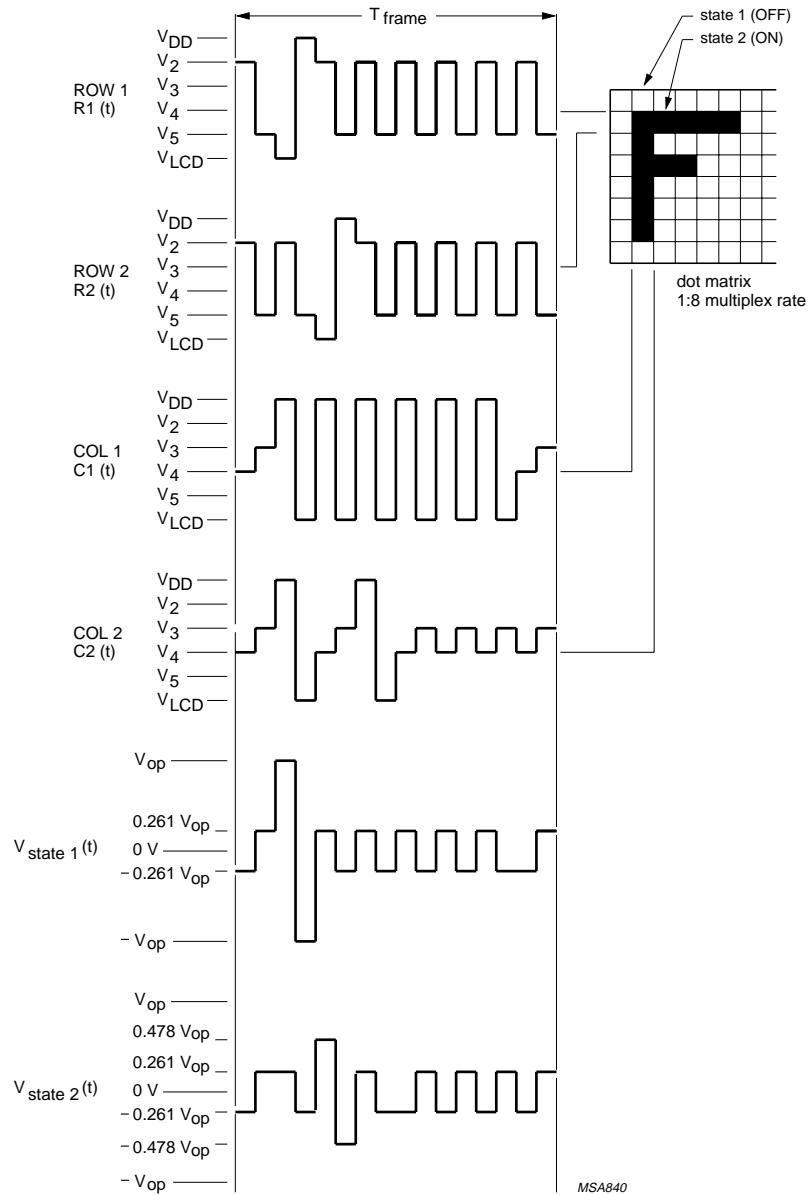 T frame
state 1 (OFF)
state 2 (ON)
ROW 1
R1 (t)
VDD
V2
V3
V4
V5
VLCD
dot matrix
1:8 multiplex rate
ROW 2
R2 (t)
VDD
V2
V3
V4
V5
VLCD
COL 1
C1 (t)
VDD
V2
V3
V4
V5
VLCD
COL 2
C2 (t)
VDD
V2
V3
V4
V5
VLCD
V state 1 (t)
Vop
0.261 Vop
0 V
− 0.261 Vop
− Vop
V state 2 (t)
Vop
0.478 Vop
0.261 Vop
0 V
− 0.261 Vop
− 0.478 Vop
− Vop
MSA840